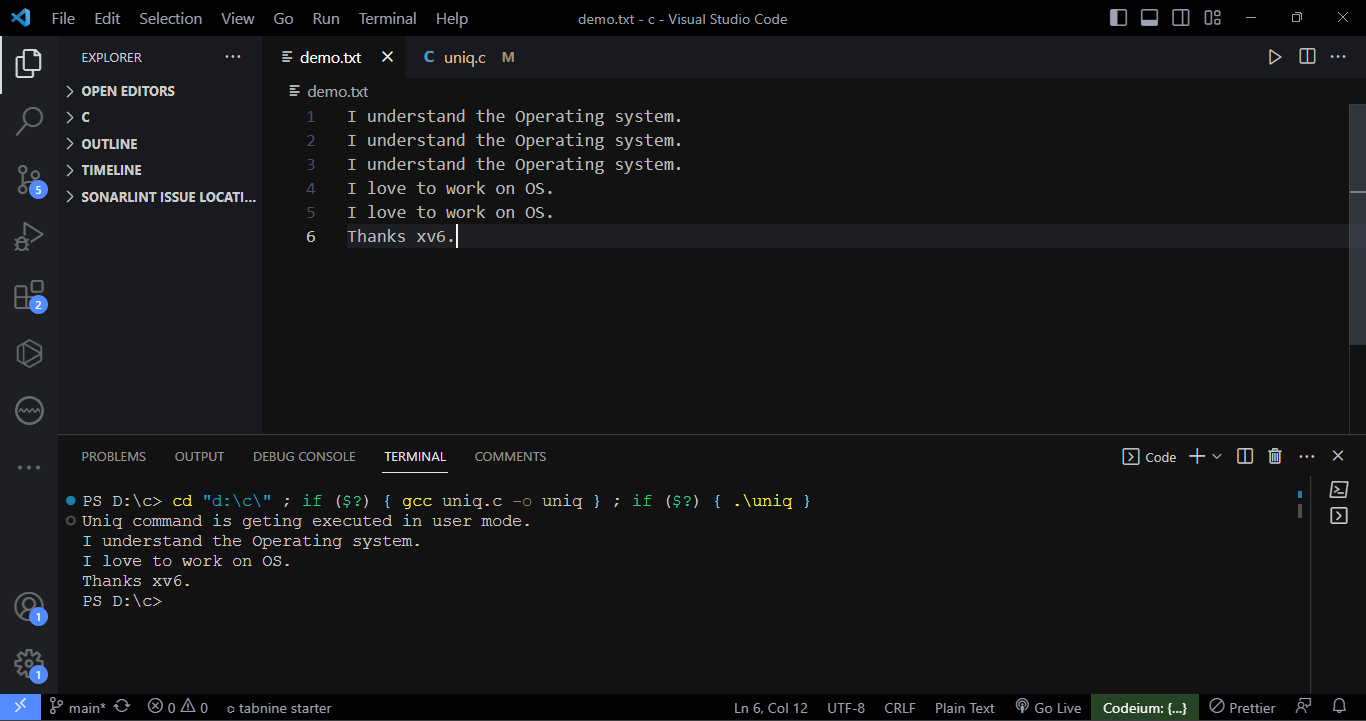 File Edit Selection View Go Run Terminal Help demo.txt - c - Visual Studio Code
EXPLORER
OPEN EDITORS
C
OUTLINE
TIMELINE
SONARLINT ISSUE LOCATI...
5
2
1
1
demo.txt C uniq.c M
demo.txt
1 I understand the Operating system.
2 I understand the Operating system.
3 I understand the Operating system.
4 I love to work on OS.
5 I love to work on OS.
6 Thanks xv6.
PROBLEMS OUTPUT DEBUG CONSOLE TERMINAL COMMENTS Code
PS D:\c> cd "d:\c\" ; if ($?) { gcc uniq.c -o uniq } ; if ($?) { .\uniq }
Uniq command is geting executed in user mode.
I understand the Operating system.
I love to work on OS.
Thanks xv6.
PS D:\c>
main* 0 0 tabnine starter Ln 6, Col 12 UTF-8 CRLF Plain Text Go Live Codeium: {...} Prettier